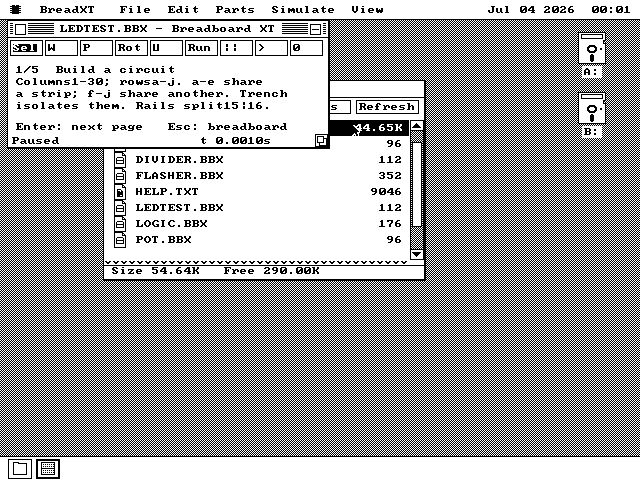 BreadXT File Edit Parts Simulate View Jul 04 2026 00:01
LEDTEST.BBX - Breadboard XT
Sel W P Rot U Run :: > 0
1/5 Build a circuit
Columns1-30; rowsa-j. a-e share
a strip; f-j share another. Trench
isolates them. Rails split15:16.
Enter: next page Esc: breadboard
Paused t 0.0010s
A:
B:
s Refresh
44.65K
96
DIVIDER.BBX 112
FLASHER.BBX 352
HELP.TXT 9046
LEDTEST.BBX 112
LOGIC.BBX 176
POT.BBX 96
Size 54.64K Free 290.00K